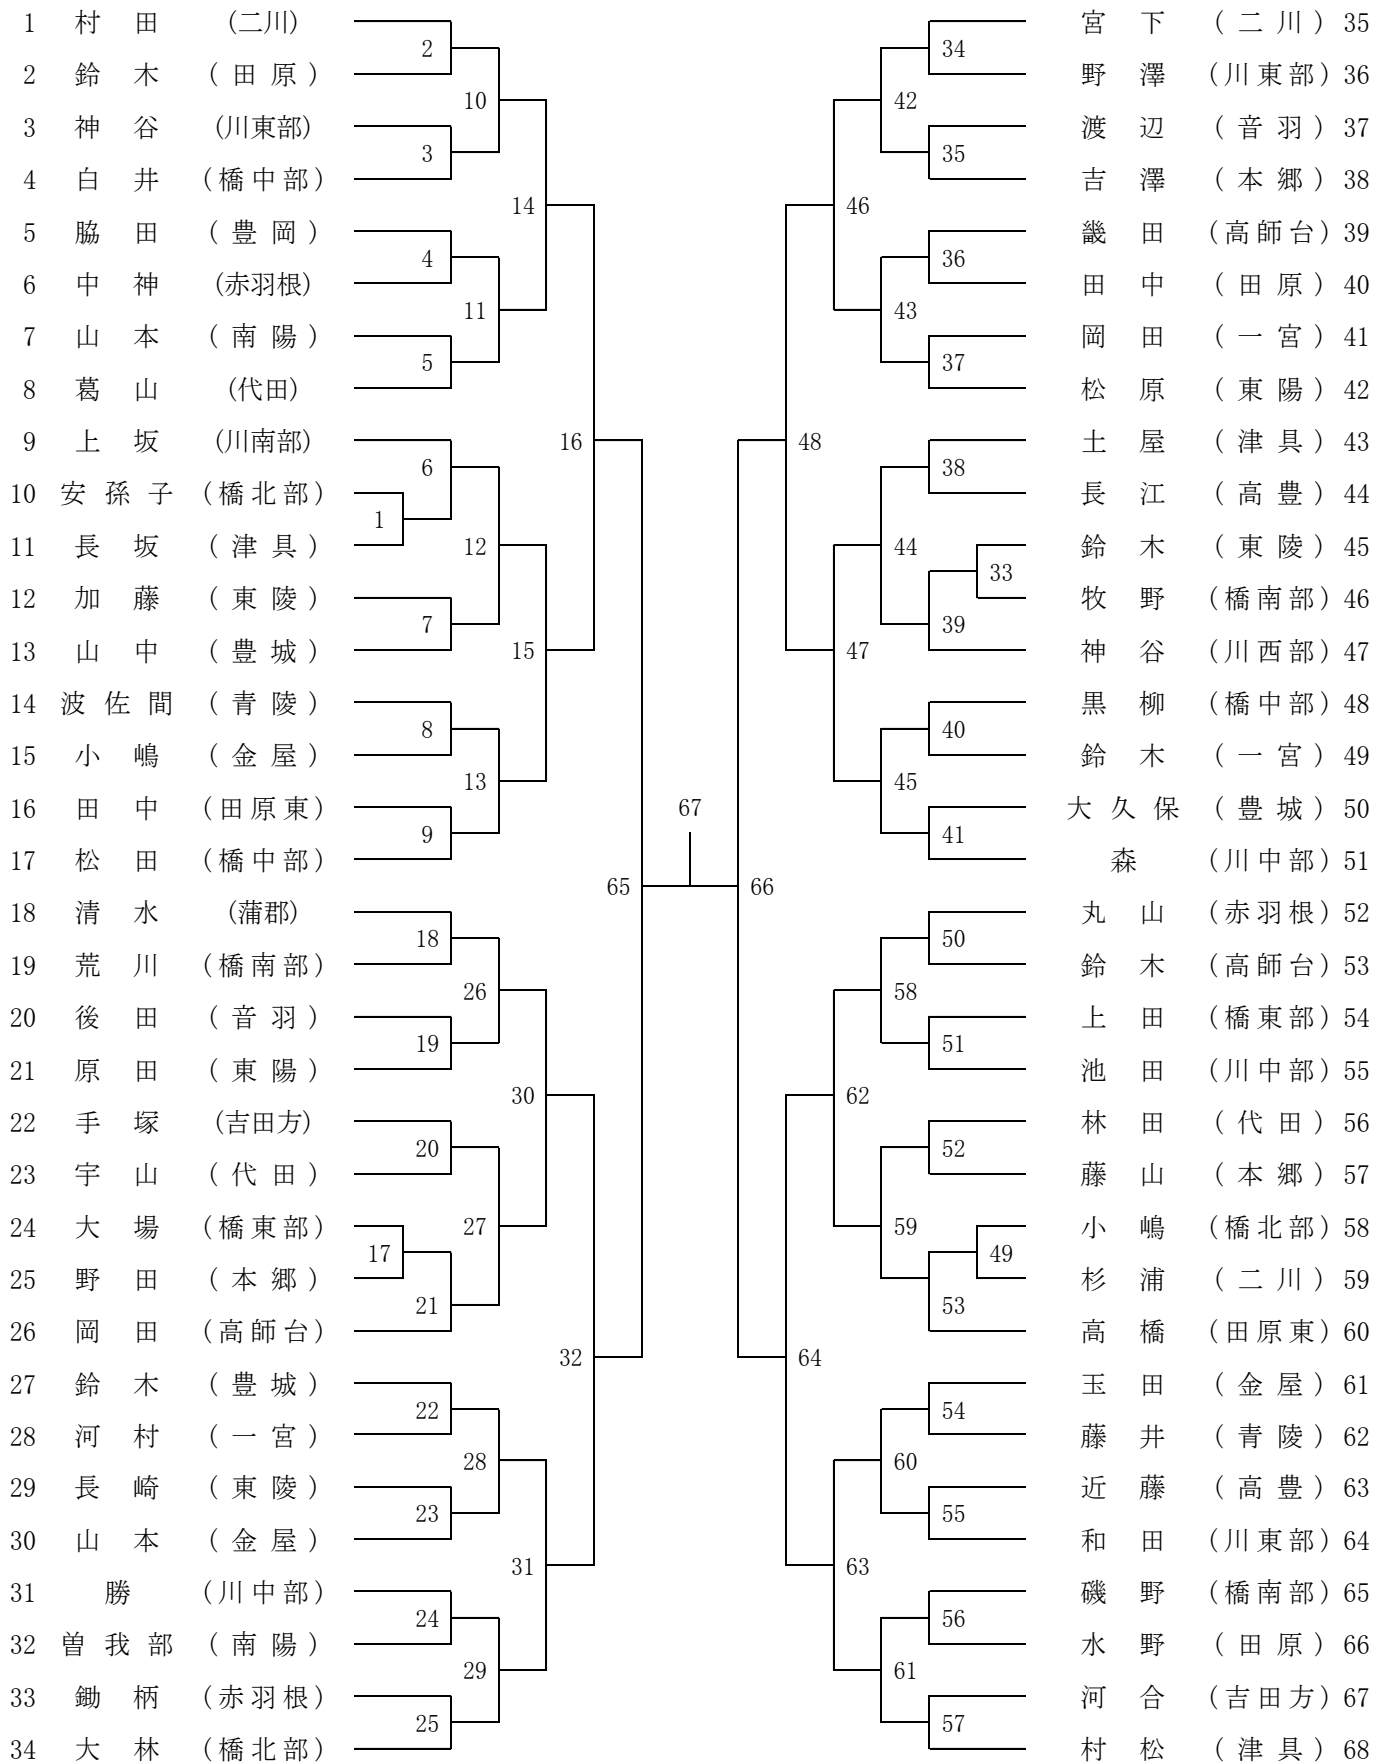 1 村田 (二川)
2 鈴木 (田原)
3 神谷 (川東部)
4 白井 (橋中部)
5 脇田 (豊岡)
6 中神 (赤羽根)
7 山本 (南陽)
8 葛山 (代田)
9 上坂 (川南部)
10 安孫子 (橋北部)
11 長坂 (津具)
12 加藤 (東陵)
13 山中 (豊城)
14 波佐間 (青陵)
15 小嶋 (金屋)
16 田中 (田原東)
17 松田 (橋中部)
18 清水 (蒲郡)
19 荒川 (橋南部)
20 後田 (音羽)
21 原田 (東陽)
22 手塚 (吉田方)
23 宇山 (代田)
24 大場 (橋東部)
25 野田 (本郷)
26 岡田 (高師台)
27 鈴木 (豊城)
28 河村 (一宮)
29 長崎 (東陵)
30 山本 (金屋)
31 勝 (川中部)
32 曽我部 (南陽)
33 鋤柄 (赤羽根)
34 大林 (橋北部)
2
3
4
5
1
6
7
8
9
10
11
12
13
14
15
16
18
19
20
17
21
22
23
24
25
26
27
28
29
30
31
32
65
67
66
48
64
46
47
62
63
42
43
44
45
58
59
60
61
34
35
36
37
38
33
39
40
41
50
51
52
49
53
54
55
56
57
宮下 (二川) 35
野澤 (川東部) 36
渡辺 (音羽) 37
吉澤 (本郷) 38
畿田 (高師台) 39
田中 (田原) 40
岡田 (一宮) 41
松原 (東陽) 42
土屋 (津具) 43
長江 (高豊) 44
鈴木 (東陵) 45
牧野 (橋南部) 46
神谷 (川西部) 47
黒柳 (橋中部) 48
鈴木 (一宮) 49
大久保 (豊城) 50
森 (川中部) 51
丸山 (赤羽根) 52
鈴木 (高師台) 53
上田 (橋東部) 54
池田 (川中部) 55
林田 (代田) 56
藤山 (本郷) 57
小嶋 (橋北部) 58
杉浦 (二川) 59
高橋 (田原東) 60
玉田 (金屋) 61
藤井 (青陵) 62
近藤 (高豊) 63
和田 (川東部) 64
磯野 (橋南部) 65
水野 (田原) 66
河合 (吉田方) 67
村松 (津具) 68